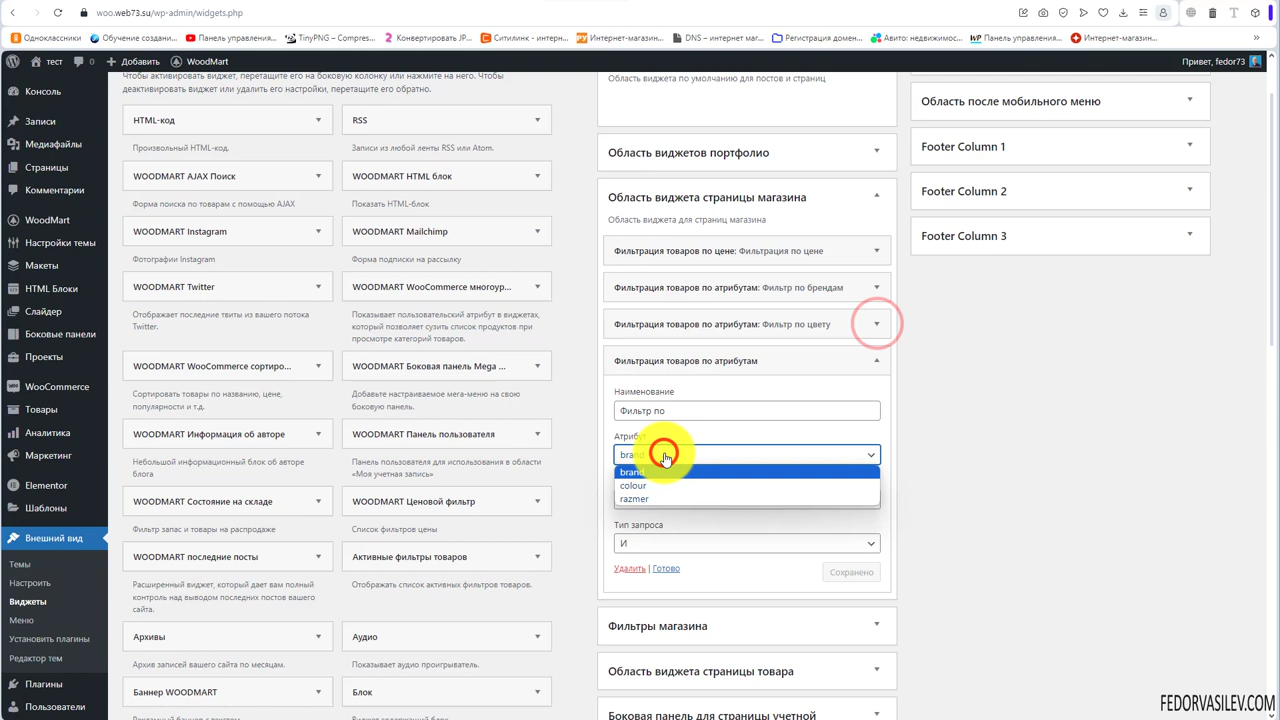 woo.web73.su/wp-admin/widgets.php
Одноклассники
Обучение создани...
Панель управления...
TinyPNG – Compres...
Конвертировать JP...
Ситилинк - интерн...
Интернет-магазин...
DNS – интернет маг...
Регистрация домен...
Авито: недвижимос...
Панель управления...
Интернет-магазин...
тест
0
Добавить
WoodMart
Привет, fedor73
Консоль
Записи
Медиафайлы
Страницы
Комментарии
WoodMart
Настройки темы
Макеты
HTML Блоки
Слайдер
Боковые панели
Проекты
WooCommerce
Товары
Аналитика
Маркетинг
Elementor
Шаблоны
Внешний вид
Темы
Настроить
Виджеты
Меню
Установить плагины
Редактор тем
Плагины
Пользователи
Чтобы активировать виджет, перетащите его на боковую колонку или нажмите на него. Чтобы
деактивировать виджет или удалить его настройки, перетащите его обратно.
HTML-код
Произвольный HTML-код.
RSS
Записи из любой ленты RSS или Atom.
WOODMART AJAX Поиск
Форма поиска по товарам с помощью AJAX
WOODMART HTML блок
Показать HTML-блок
WOODMART Instagram
Фотографии Instagram
WOODMART Mailchimp
Форма подписки на рассылку
WOODMART Twitter
Отображает последние твиты из вашего потока
Twitter.
WOODMART WooCommerce многоур...
Показывает пользовательский атрибут в виджетах,
который позволяет сузить список продуктов при
просмотре категорий товаров.
WOODMART WooCommerce сортиро...
Сортировать товары по названию, цене,
популярности и т.д.
WOODMART Боковая панель Mega ...
Добавьте настраиваемое мега-меню на свою
боковую панель.
WOODMART Информация об авторе
Небольшой информационный блок об авторе
блога
WOODMART Панель пользователя
Панель пользователя для использования в области
«Моя учетная запись»
WOODMART Состояние на складе
Фильтр запас и товары на распродаже
WOODMART Ценовой фильтр
Список фильтров цены
WOODMART последние посты
Расширенный виджет, который дает вам полный
контроль над выводом последних постов вашего
сайта.
Активные фильтры товаров
Отображать список активных фильтров товаров.
Архивы
Архив записей вашего сайта по месяцам.
Аудио
Показывает аудио проигрыватель.
Баннер WOODMART
Блок
Область виджета по умолчанию для постов и страниц
Область виджетов портфолио
Область виджета страницы магазина
Область виджета для страниц магазина
Фильтрация товаров по цене: Фильтрация по цене
Фильтрация товаров по атрибутам: Фильтр по брендам
Фильтрация товаров по атрибутам: Фильтр по цвету
Фильтрация товаров по атрибутам
Наименование
Фильтр по
Атрибут
brand
brand
colour
razmer
Тип запроса
И
Удалить | Готово
Сохранено
Фильтры магазина
Область виджета страницы товара
Боковая панель для страницы учетной
Область после мобильного меню
Footer Column 1
Footer Column 2
Footer Column 3
FEDORVASILEV.COM